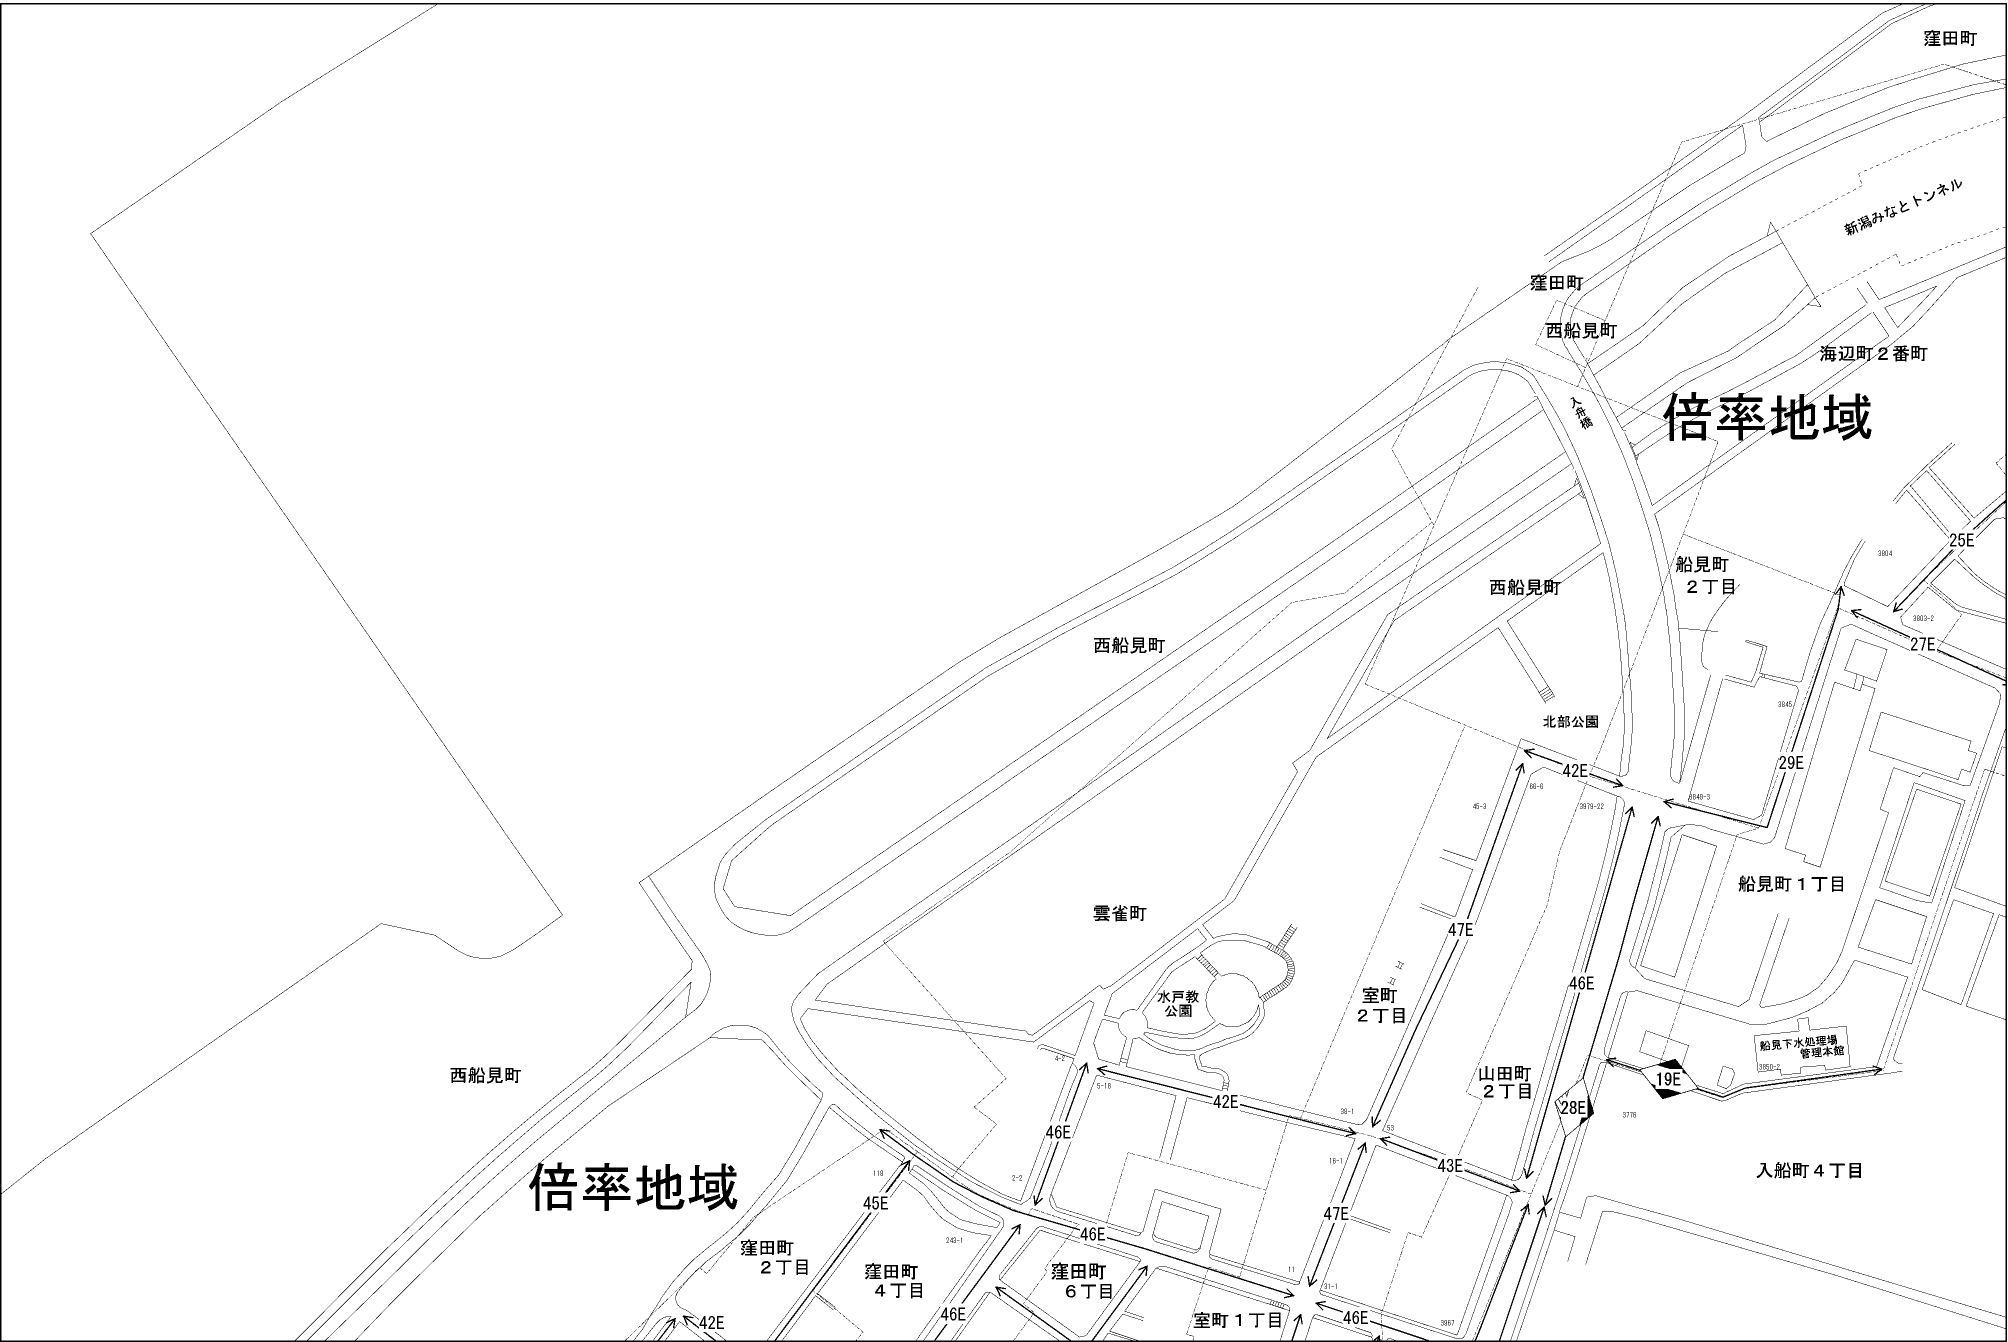 窪田町
新潟みなとトンネル
窪田町
西船見町
海辺町２番町
入舟橋
倍率地域
25E
3804
船見町
２丁目
西船見町
3803-2
27E
西船見町
3845
北部公園
29E
42E
66-6
45-3
3979-22
3849-3
船見町１丁目
雲雀町
47E
46E
水戸教
公園
室町
２丁目
船見下水処理場
管理本館
3850-2
4-2
西船見町
5-18
山田町
２丁目
19E
42E
38-1
28E
3776
46E
53
16-1
43E
118
2-2
入船町４丁目
倍率地域
45E
47E
243-1
46E
窪田町
２丁目
窪田町
４丁目
窪田町
６丁目
11
31-1
42E
46E
室町１丁目
46E
3967